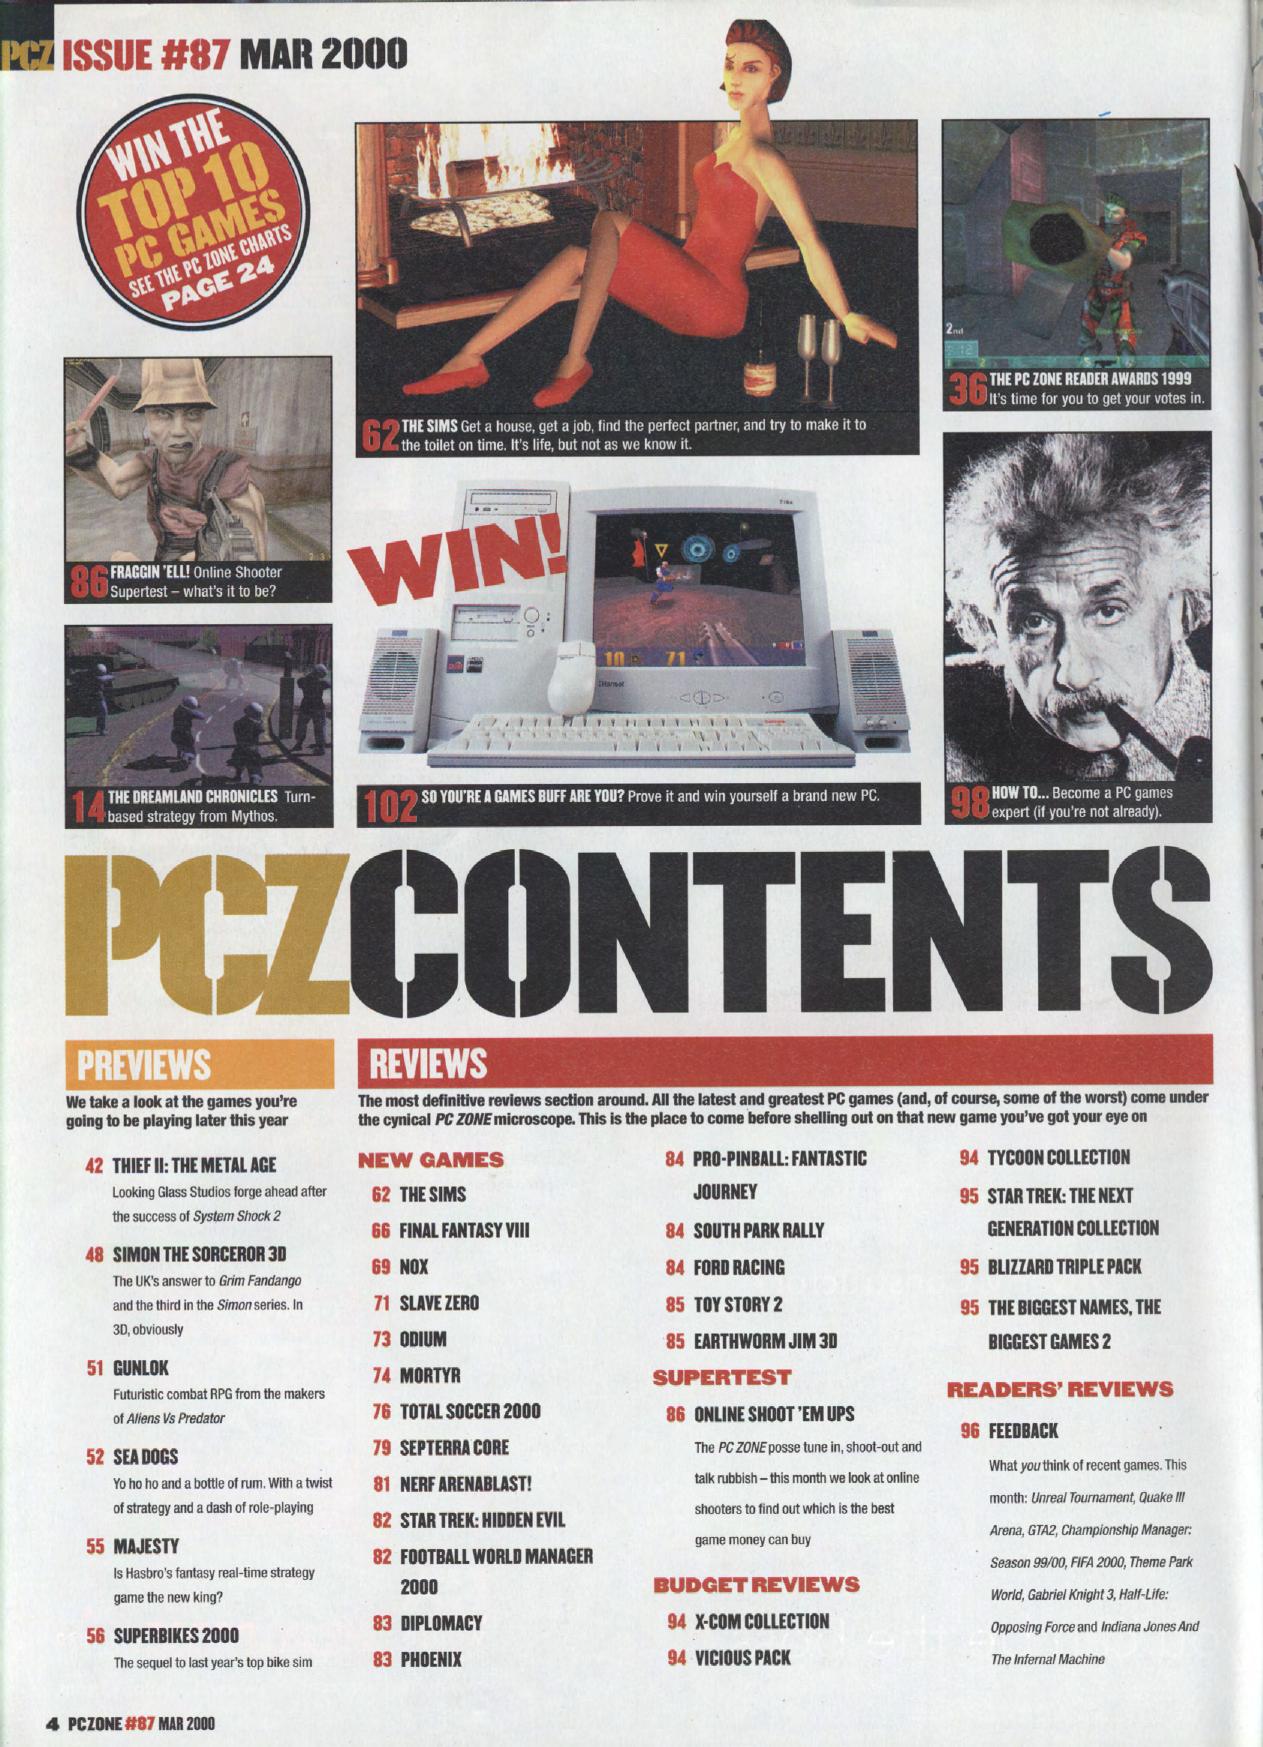 PCZ ISSUE #87 MAR 2000
WIN THE
TOP 10
PC GAMES
SEE THE PC ZONE CHARTS
PAGE 24
62 THE SIMS Get a house, get a job, find the perfect partner, and try to make it to
the toilet on time. It's life, but not as we know it.
2nd
36 THE PC ZONE READER AWARDS 1999
It's time for you to get your votes in.
86 FRAGGIN 'ELL! Online Shooter
Supertest – what's it to be?
WIN!
10 71
14 THE DREAMLAND CHRONICLES Turn-
based strategy from Mythos.
102 SO YOU'RE A GAMES BUFF ARE YOU? Prove it and win yourself a brand new PC.
98 HOW TO... Become a PC games
expert (if you're not already).
PCZCONTENTS
PREVIEWS
We take a look at the games you're
going to be playing later this year
42 THIEF II: THE METAL AGE
Looking Glass Studios forge ahead after
the success of System Shock 2
48 SIMON THE SORCEROR 3D
The UK's answer to Grim Fandango
and the third in the Simon series. In
3D, obviously
51 GUNLOK
Futuristic combat RPG from the makers
of Aliens Vs Predator
52 SEA DOGS
Yo ho ho and a bottle of rum. With a twist
of strategy and a dash of role-playing
55 MAJESTY
Is Hasbro's fantasy real-time strategy
game the new king?
56 SUPERBIKES 2000
The sequel to last year's top bike sim
REVIEWS
The most definitive reviews section around. All the latest and greatest PC games (and, of course, some of the worst) come under
the cynical PC ZONE microscope. This is the place to come before shelling out on that new game you've got your eye on
NEW GAMES
62 THE SIMS
66 FINAL FANTASY VIII
69 NOX
71 SLAVE ZERO
73 ODIUM
74 MORTYR
76 TOTAL SOCCER 2000
79 SEPTERRA CORE
81 NERF ARENABLAST!
82 STAR TREK: HIDDEN EVIL
82 FOOTBALL WORLD MANAGER
2000
83 DIPLOMACY
83 PHOENIX
84 PRO-PINBALL: FANTASTIC
JOURNEY
84 SOUTH PARK RALLY
84 FORD RACING
85 TOY STORY 2
85 EARTHWORM JIM 3D
SUPERTEST
86 ONLINE SHOOT 'EM UPS
The PC ZONE posse tune in, shoot-out and
talk rubbish – this month we look at online
shooters to find out which is the best
game money can buy
BUDGET REVIEWS
94 X-COM COLLECTION
94 VICIOUS PACK
94 TYCOON COLLECTION
95 STAR TREK: THE NEXT
GENERATION COLLECTION
95 BLIZZARD TRIPLE PACK
95 THE BIGGEST NAMES, THE
BIGGEST GAMES 2
READERS' REVIEWS
96 FEEDBACK
What you think of recent games. This
month: Unreal Tournament, Quake III
Arena, GTA2, Championship Manager:
Season 99/00, FIFA 2000, Theme Park
World, Gabriel Knight 3, Half-Life:
Opposing Force and Indiana Jones And
The Infernal Machine
4 PCZONE #87 MAR 2000